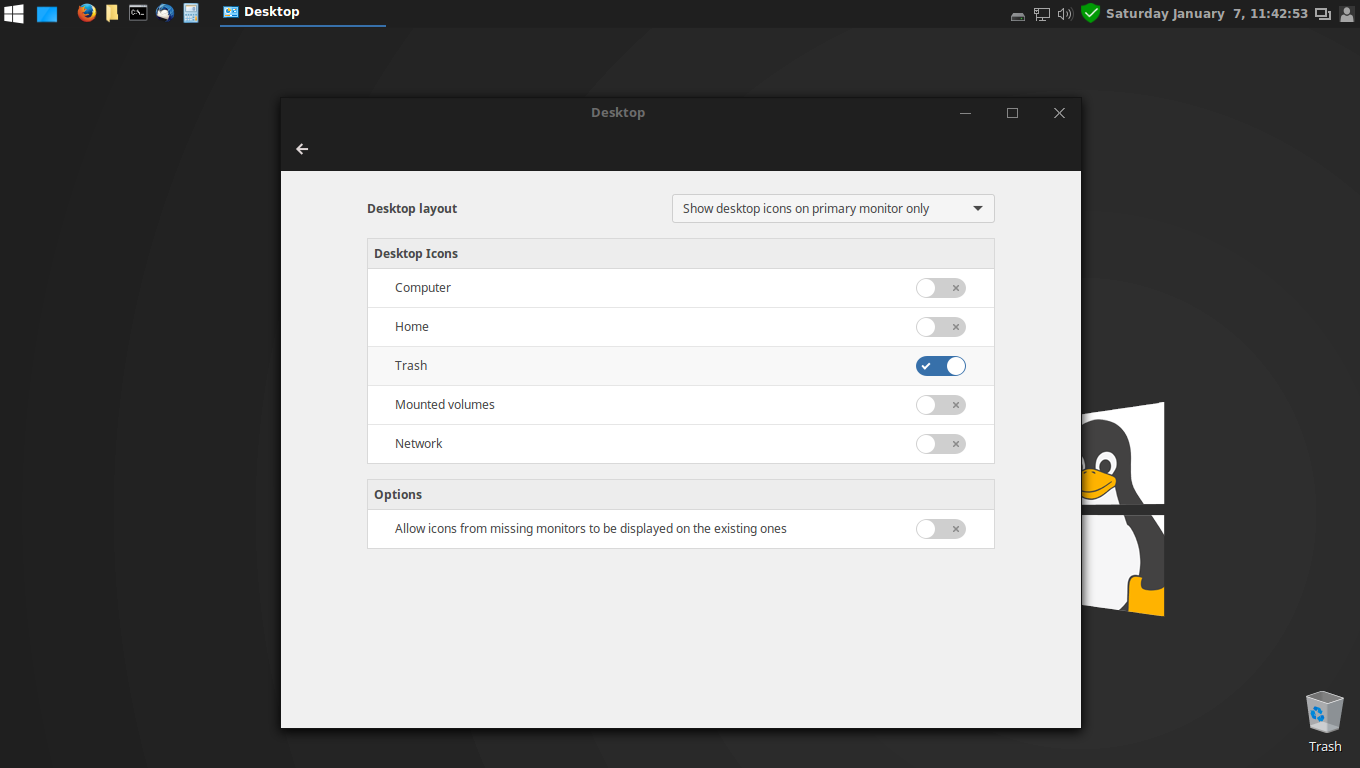 Desktop
Saturday January  7, 11:42:53
Desktop
Desktop layout
Show desktop icons on primary monitor only
Desktop Icons
Computer
Home
Trash
Mounted volumes
Network
Options
Allow icons from missing monitors to be displayed on the existing ones
Trash